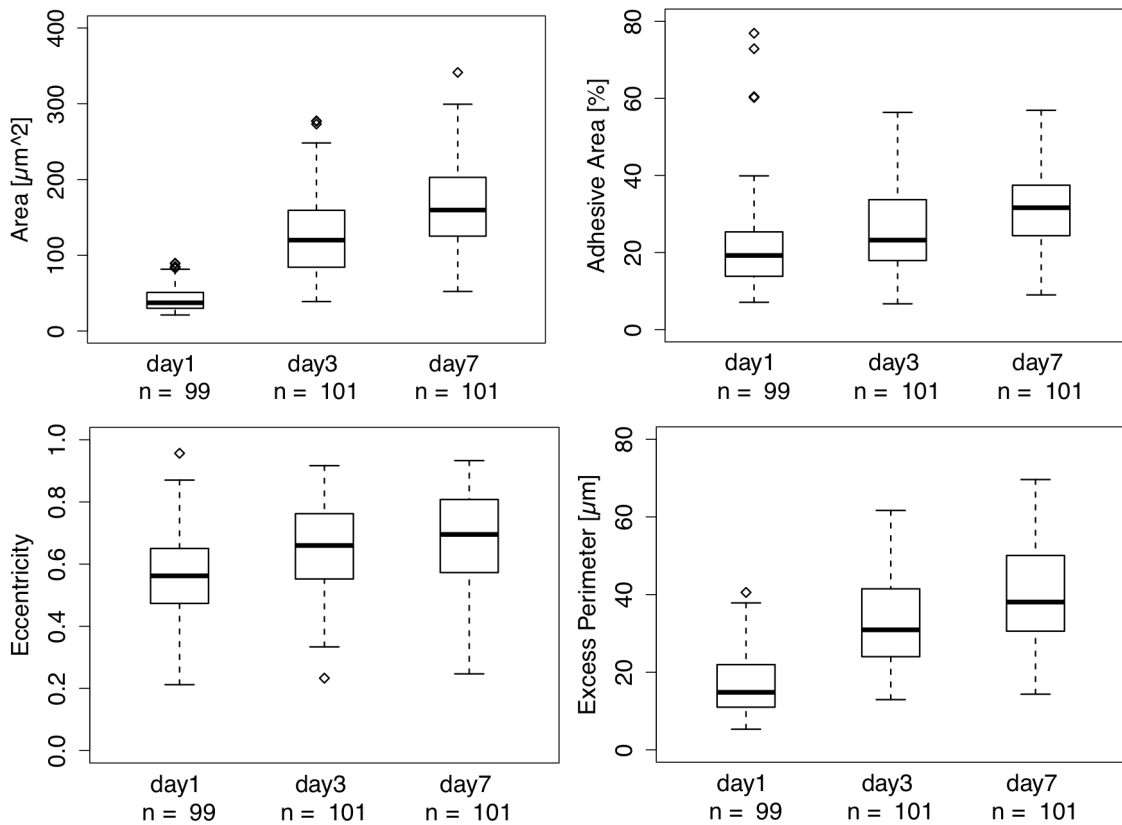 Area [µm^2]
400
300
200
100
0
day1 day3 day7
n = 99 n = 101 n = 101
Adhesive Area [%]
80
60
40
20
0
day1 day3 day7
n = 99 n = 101 n = 101
Eccentricity
1.0
0.8
0.6
0.4
0.2
0.0
day1 day3 day7
n = 99 n = 101 n = 101
Excess Perimeter [µm]
80
60
40
20
0
day1 day3 day7
n = 99 n = 101 n = 101